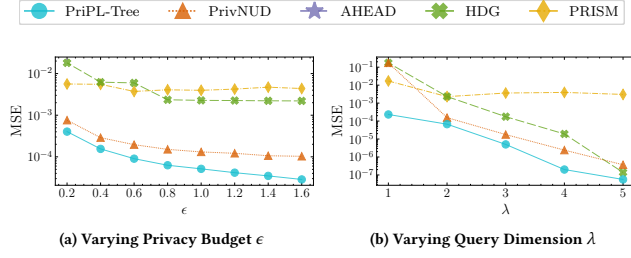 PriPL-Tree PrivNUD AHEAD HDG PRISM
10⁻²
10⁻³
10⁻⁴
MSE
0.2 0.4 0.6 0.8 1.0 1.2 1.4 1.6
ϵ
(a) Varying Privacy Budget ϵ
10⁻¹
10⁻²
10⁻³
10⁻⁴
10⁻⁵
10⁻⁶
10⁻⁷
MSE
1 2 3 4 5
λ
(b) Varying Query Dimension λ